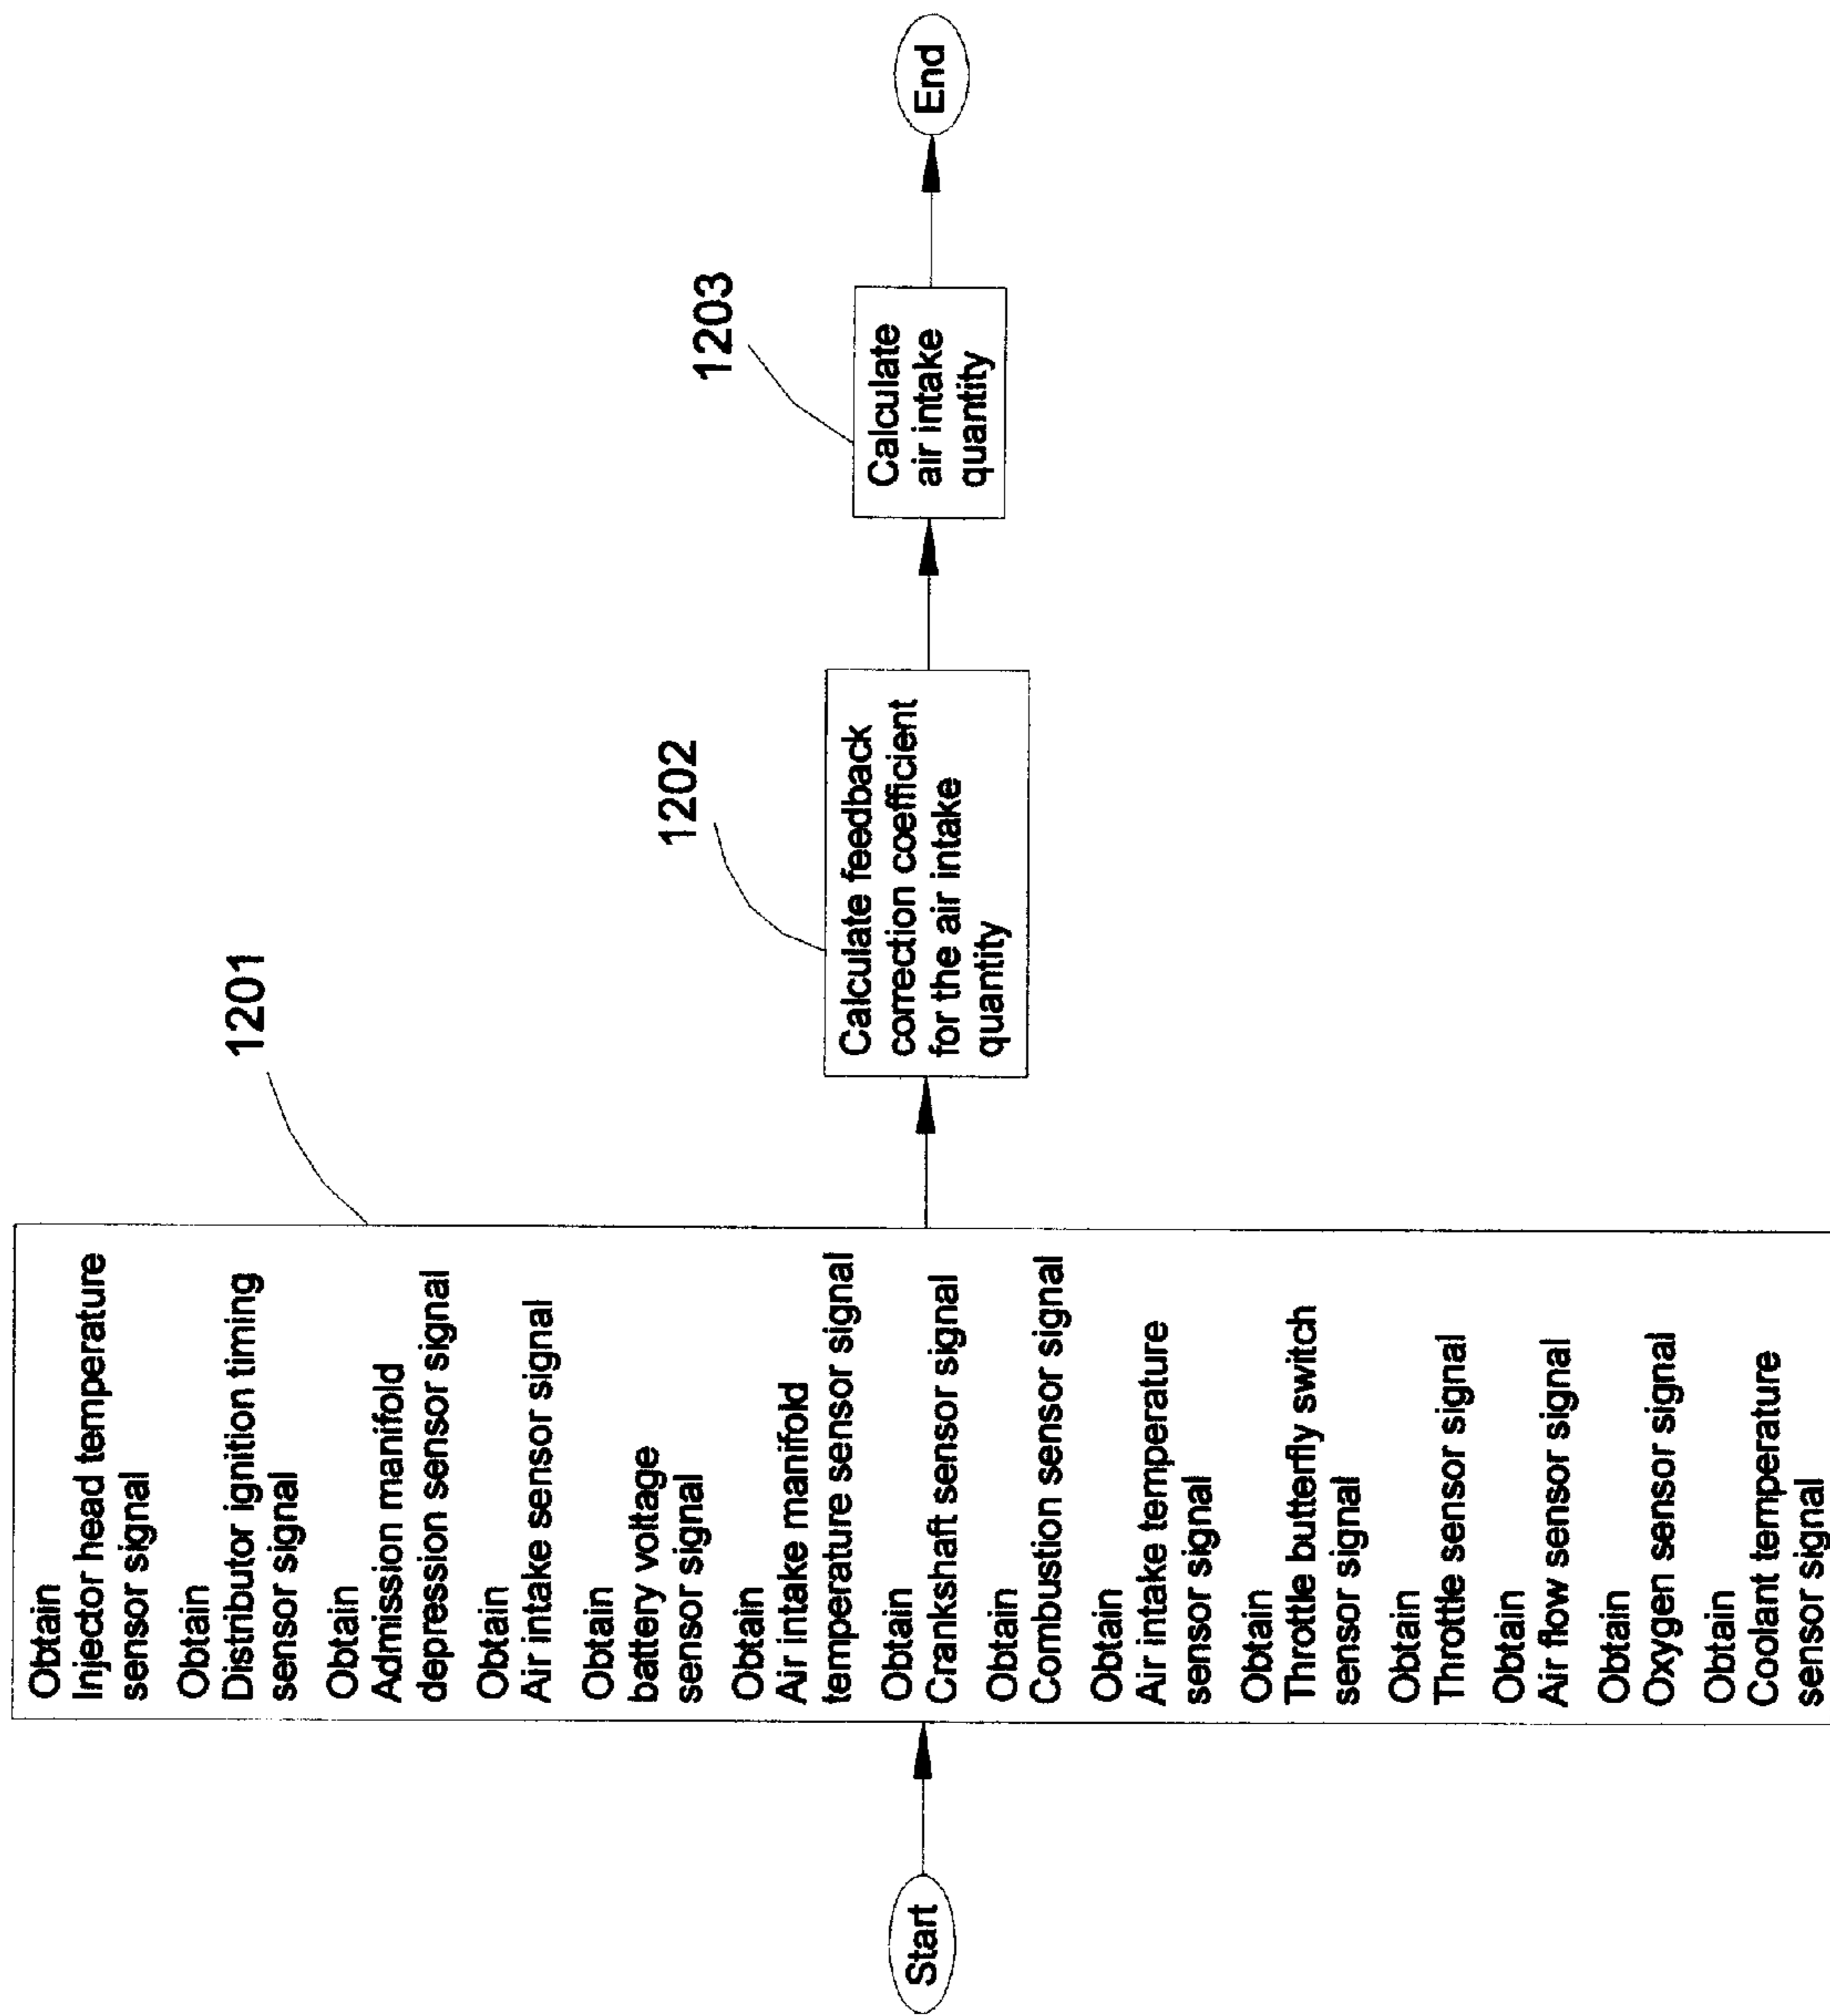 Start
1201
Obtain
Injector head temperature
sensor signal
Obtain
Distributor ignition timing
sensor signal
Obtain
Admission manifold
depression sensor signal
Obtain
Air intake sensor signal
Obtain
battery voltage
sensor signal
Obtain
Air intake manifold
temperature sensor signal
Obtain
Crankshaft sensor signal
Obtain
Combustion sensor signal
Obtain
Air intake temperature
sensor signal
Obtain
Throttle butterfly switch
sensor signal
Obtain
Throttle sensor signal
Obtain
Air flow sensor signal
Obtain
Oxygen sensor signal
Obtain
Coolant temperature
sensor signal
1202
Calculate feedback
correction coefficient
for the air intake
quantity
1203
Calculate
air intake
quantity
End